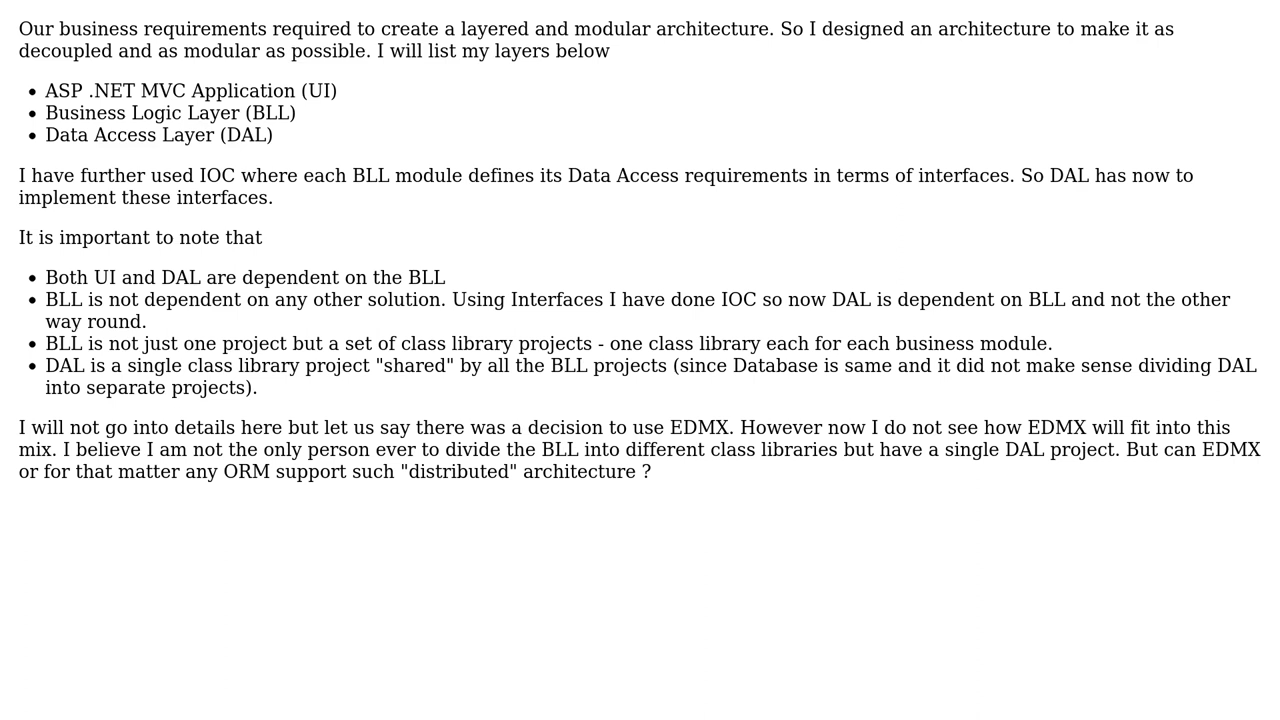 Our business requirements required to create a layered and modular architecture. So I designed an architecture to make it as
decoupled and as modular as possible. I will list my layers below
• ASP .NET MVC Application (UI)
• Business Logic Layer (BLL)
• Data Access Layer (DAL)
I have further used IOC where each BLL module defines its Data Access requirements in terms of interfaces. So DAL has now to
implement these interfaces.
It is important to note that
• Both UI and DAL are dependent on the BLL
• BLL is not dependent on any other solution. Using Interfaces I have done IOC so now DAL is dependent on BLL and not the other
way round.
• BLL is not just one project but a set of class library projects - one class library each for each business module.
• DAL is a single class library project "shared" by all the BLL projects (since Database is same and it did not make sense dividing DAL
into separate projects).
I will not go into details here but let us say there was a decision to use EDMX. However now I do not see how EDMX will fit into this
mix. I believe I am not the only person ever to divide the BLL into different class libraries but have a single DAL project. But can EDMX
or for that matter any ORM support such "distributed" architecture ?